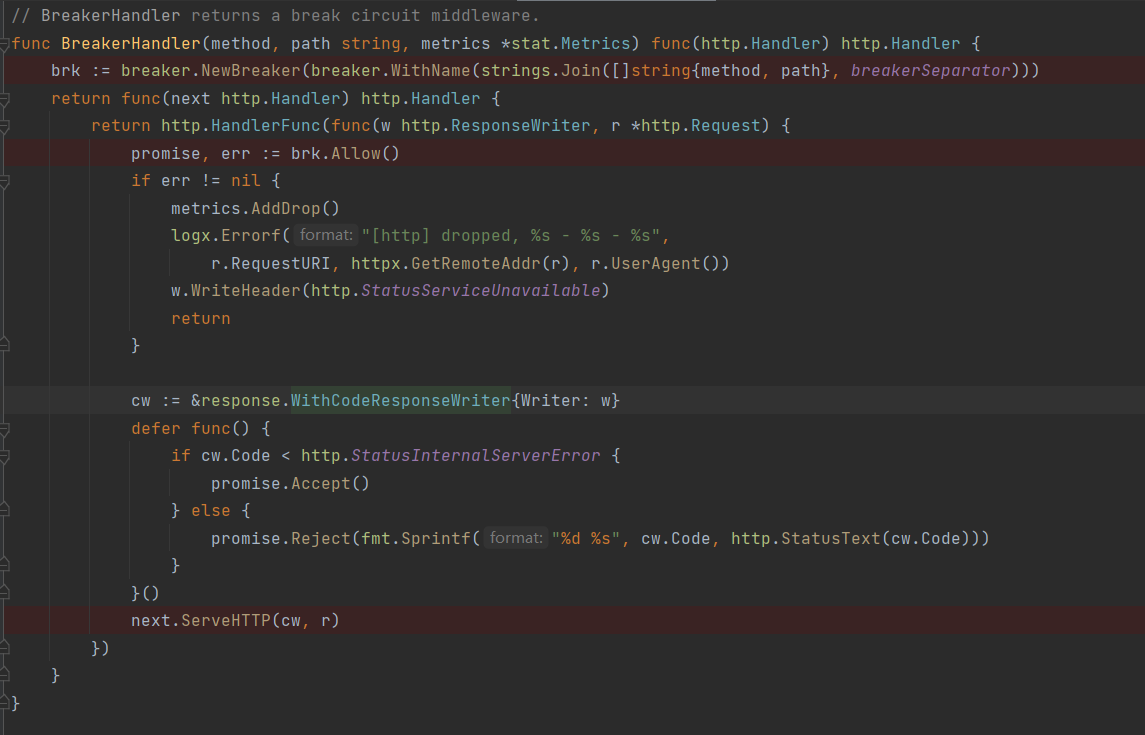 // BreakerHandler returns a break circuit middleware.
func BreakerHandler(method, path string, metrics *stat.Metrics) func(http.Handler) http.Handler {
    brk := breaker.NewBreaker(breaker.WithName(strings.Join([]string{method, path}, breakerSeparator)))
    return func(next http.Handler) http.Handler {
        return http.HandlerFunc(func(w http.ResponseWriter, r *http.Request) {
            promise, err := brk.Allow()
            if err != nil {
                metrics.AddDrop()
                logx.Errorf( format: "[http] dropped, %s - %s - %s",
                    r.RequestURI, httpx.GetRemoteAddr(r), r.UserAgent())
                w.WriteHeader(http.StatusServiceUnavailable)
                return
            }

            cw := &response.WithCodeResponseWriter{Writer: w}
            defer func() {
                if cw.Code < http.StatusInternalServerError {
                    promise.Accept()
                } else {
                    promise.Reject(fmt.Sprintf( format: "%d %s", cw.Code, http.StatusText(cw.Code)))
                }
            }()
            next.ServeHTTP(cw, r)
        })
    }
}